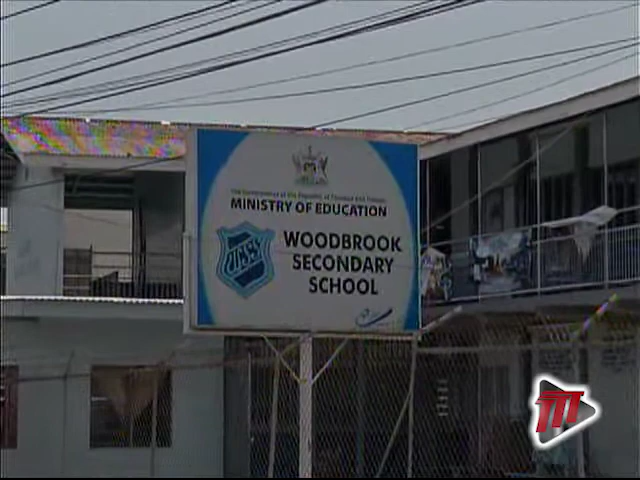 The Government of the Republic of Trinidad and Tobago
MINISTRY OF EDUCATION
WOODBROOK
SECONDARY
SCHOOL